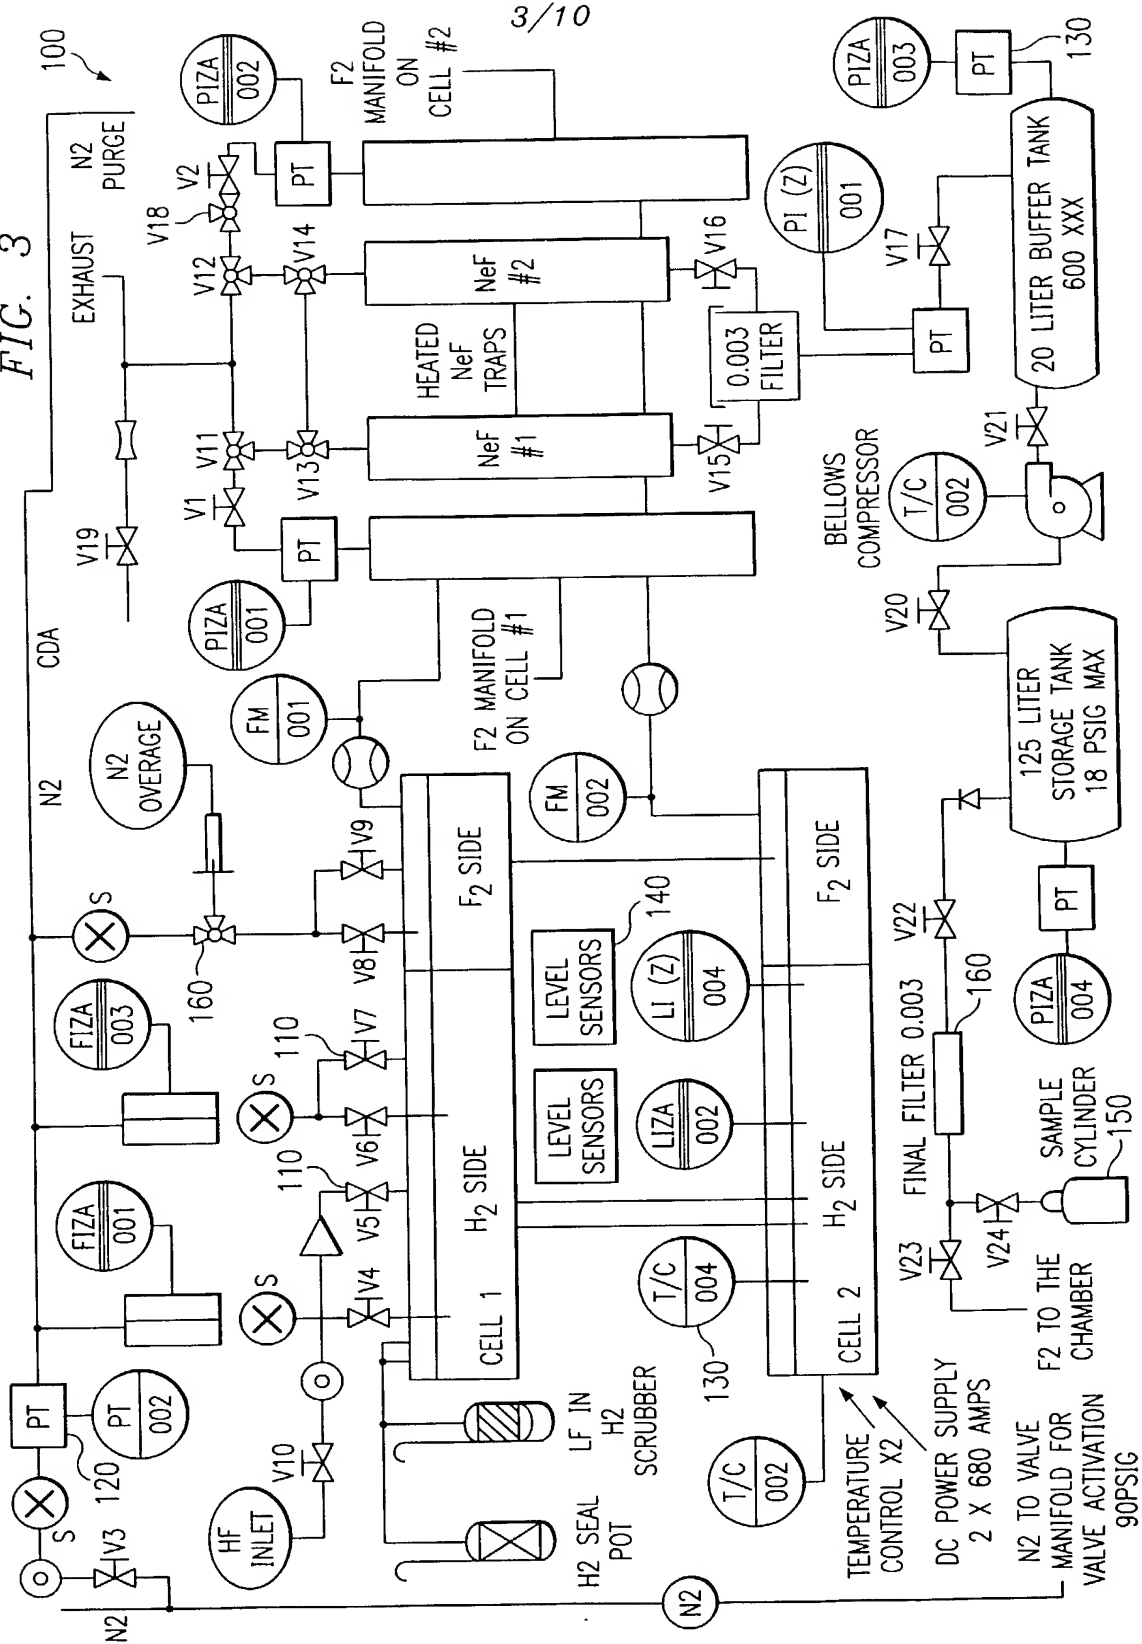 3/10
FIG. 3
100
N2
CDA
N2
PURGE
EXHAUST
V19
V1
V11
V13
V12
V14
V18
V2
PIZA
002
PT
F2
MANIFOLD
ON
CELL #2
PIZA
001
PT
HEATED
NeF
TRAPS
NeF
#1
NeF
#2
V15
V16
0.003
FILTER
PI (Z)
001
PT
V17
PIZA
003
PT
130
20 LITER BUFFER TANK
600 XXX
V21
BELLOWS
COMPRESSOR
T/C
002
V20
125 LITER
STORAGE TANK
18 PSIG MAX
PT
PIZA
004
V22
160
FINAL FILTER 0.003
SAMPLE
CYLINDER
150
V24
V23
F2 TO THE
CHAMBER
N2
OVERAGE
S
160
FIZA
003
FIZA
001
PT
PT
002
120
S
V3
N2
HF
INLET
V10
S
V4
110
V5
S
V6
110
V7
V8
V9
FM
001
F2 MANIFOLD
ON CELL #1
FM
002
CELL 1
H2 SIDE
F2 SIDE
LEVEL
SENSORS
LEVEL
SENSORS
140
T/C
004
130
LIZA
002
LI (Z)
004
CELL 2
H2 SIDE
F2 SIDE
H2 SEAL
POT
LF IN
H2
SCRUBBER
T/C
002
TEMPERATURE
CONTROL X2
DC POWER SUPPLY
2 X 680 AMPS
N2
N2 TO VALVE
MANIFOLD FOR
VALVE ACTIVATION
90PSIG